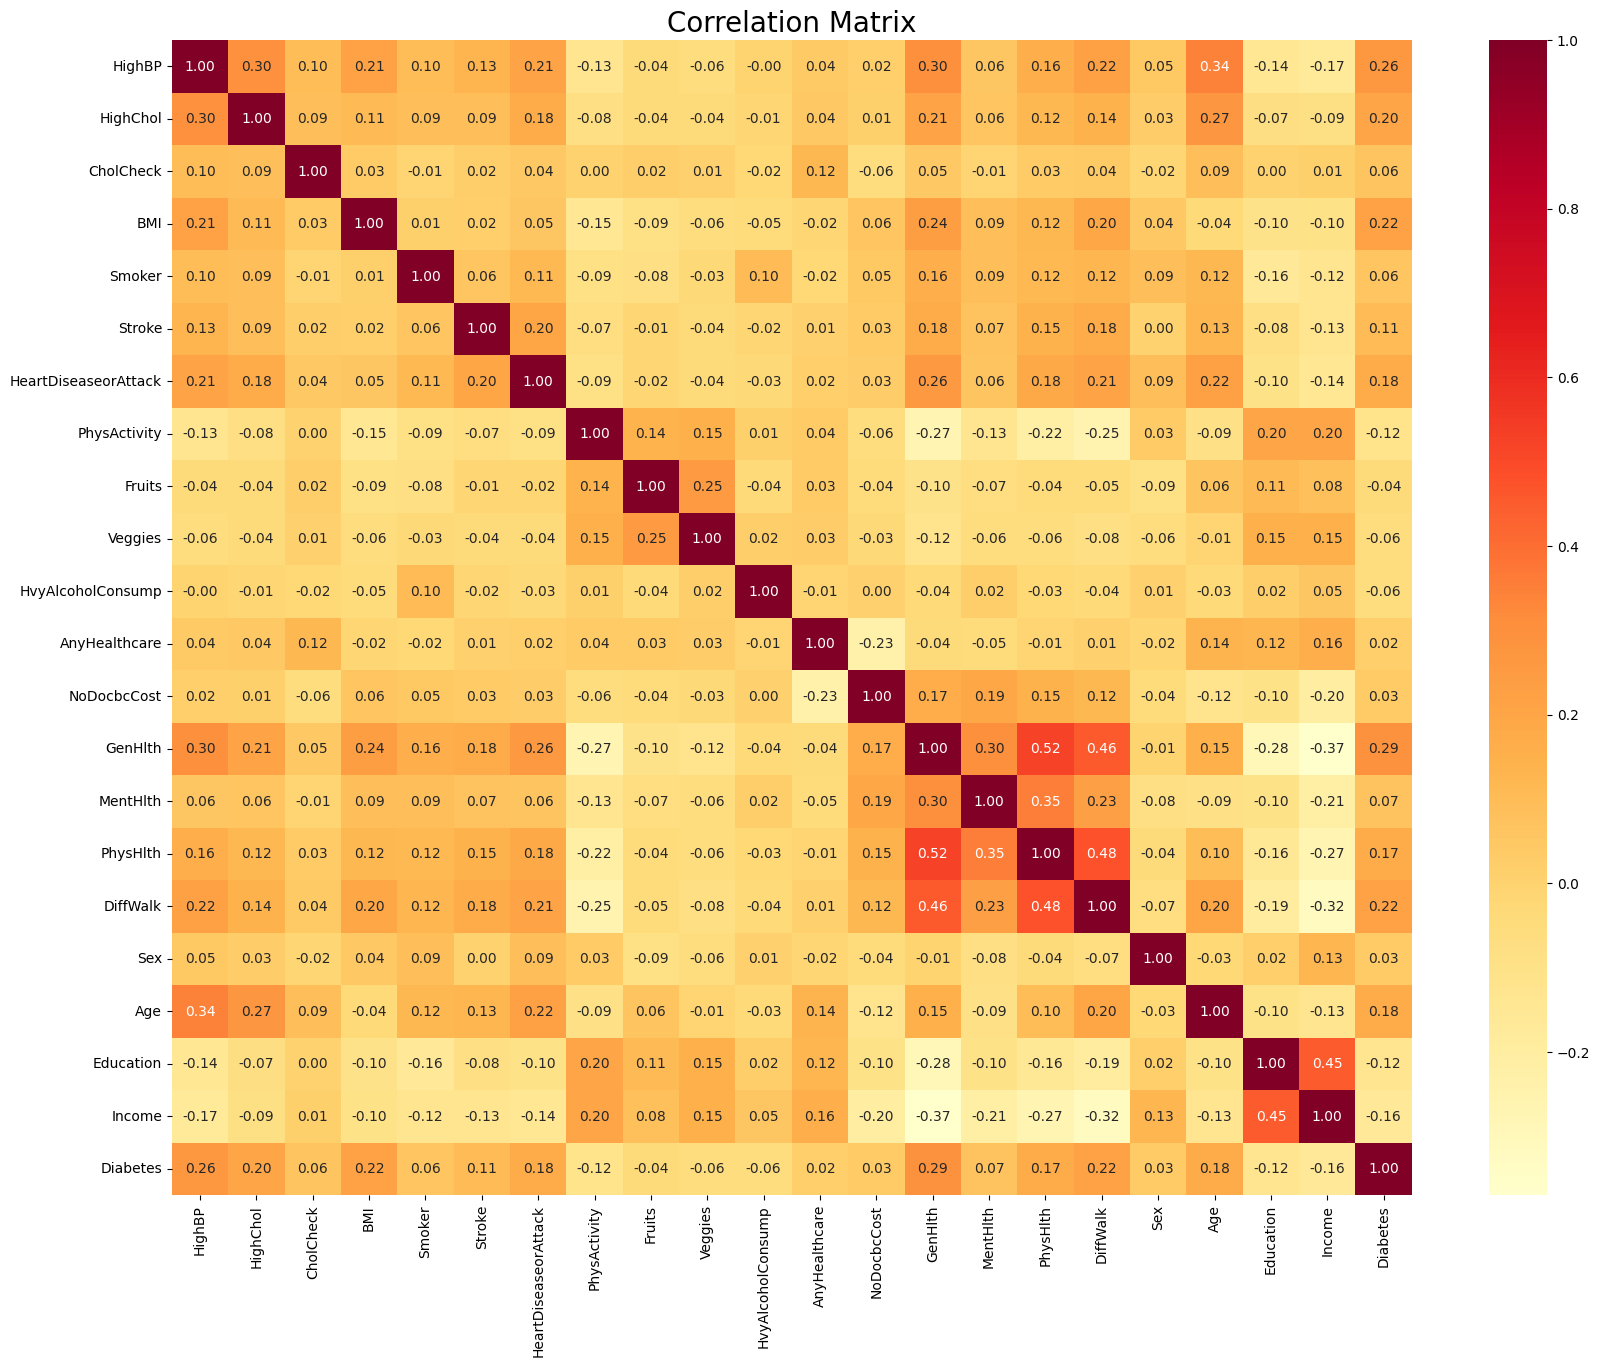 Correlation Matrix
HighBP 1.00 0.30 0.10 0.21 0.10 0.13 0.21 -0.13 -0.04 -0.06 -0.00 0.04 0.02 0.30 0.06 0.16 0.22 0.05 0.34 -0.14 -0.17 0.26
HighChol 0.30 1.00 0.09 0.11 0.09 0.09 0.18 -0.08 -0.04 -0.04 -0.01 0.04 0.01 0.21 0.06 0.12 0.14 0.03 0.27 -0.07 -0.09 0.20
CholCheck 0.10 0.09 1.00 0.03 -0.01 0.02 0.04 0.00 0.02 0.01 -0.02 0.12 -0.06 0.05 -0.01 0.03 0.04 -0.02 0.09 0.00 0.01 0.06
BMI 0.21 0.11 0.03 1.00 0.01 0.02 0.05 -0.15 -0.09 -0.06 -0.05 -0.02 0.06 0.24 0.09 0.12 0.20 0.04 -0.04 -0.10 -0.10 0.22
Smoker 0.10 0.09 -0.01 0.01 1.00 0.06 0.11 -0.09 -0.08 -0.03 0.10 -0.02 0.05 0.16 0.09 0.12 0.12 0.09 0.12 -0.16 -0.12 0.06
Stroke 0.13 0.09 0.02 0.02 0.06 1.00 0.20 -0.07 -0.01 -0.04 -0.02 0.01 0.03 0.18 0.07 0.15 0.18 0.00 0.13 -0.08 -0.13 0.11
HeartDiseaseorAttack 0.21 0.18 0.04 0.05 0.11 0.20 1.00 -0.09 -0.02 -0.04 -0.03 0.02 0.03 0.26 0.06 0.18 0.21 0.09 0.22 -0.10 -0.14 0.18
PhysActivity -0.13 -0.08 0.00 -0.15 -0.09 -0.07 -0.09 1.00 0.14 0.15 0.01 0.04 -0.06 -0.27 -0.13 -0.22 -0.25 0.03 -0.09 0.20 0.20 -0.12
Fruits -0.04 -0.04 0.02 -0.09 -0.08 -0.01 -0.02 0.14 1.00 0.25 -0.04 0.03 -0.04 -0.10 -0.07 -0.04 -0.05 -0.09 0.06 0.11 0.08 -0.04
Veggies -0.06 -0.04 0.01 -0.06 -0.03 -0.04 -0.04 0.15 0.25 1.00 0.02 0.03 -0.03 -0.12 -0.06 -0.06 -0.08 -0.06 -0.01 0.15 0.15 -0.06
HvyAlcoholConsump -0.00 -0.01 -0.02 -0.05 0.10 -0.02 -0.03 0.01 -0.04 0.02 1.00 -0.01 0.00 -0.04 0.02 -0.03 -0.04 0.01 -0.03 0.02 0.05 -0.06
AnyHealthcare 0.04 0.04 0.12 -0.02 -0.02 0.01 0.02 0.04 0.03 0.03 -0.01 1.00 -0.23 -0.04 -0.05 -0.01 0.01 -0.02 0.14 0.12 0.16 0.02
NoDocbcCost 0.02 0.01 -0.06 0.06 0.05 0.03 0.03 -0.06 -0.04 -0.03 0.00 -0.23 1.00 0.17 0.19 0.15 0.12 -0.04 -0.12 -0.10 -0.20 0.03
GenHlth 0.30 0.21 0.05 0.24 0.16 0.18 0.26 -0.27 -0.10 -0.12 -0.04 -0.04 0.17 1.00 0.30 0.52 0.46 -0.01 0.15 -0.28 -0.37 0.29
MentHlth 0.06 0.06 -0.01 0.09 0.09 0.07 0.06 -0.13 -0.07 -0.06 0.02 -0.05 0.19 0.30 1.00 0.35 0.23 -0.08 -0.09 -0.10 -0.21 0.07
PhysHlth 0.16 0.12 0.03 0.12 0.12 0.15 0.18 -0.22 -0.04 -0.06 -0.03 -0.01 0.15 0.52 0.35 1.00 0.48 -0.04 0.10 -0.16 -0.27 0.17
DiffWalk 0.22 0.14 0.04 0.20 0.12 0.18 0.21 -0.25 -0.05 -0.08 -0.04 0.01 0.12 0.46 0.23 0.48 1.00 -0.07 0.20 -0.19 -0.32 0.22
Sex 0.05 0.03 -0.02 0.04 0.09 0.00 0.09 0.03 -0.09 -0.06 0.01 -0.02 -0.04 -0.01 -0.08 -0.04 -0.07 1.00 -0.03 0.02 0.13 0.03
Age 0.34 0.27 0.09 -0.04 0.12 0.13 0.22 -0.09 0.06 -0.01 -0.03 0.14 -0.12 0.15 -0.09 0.10 0.20 -0.03 1.00 -0.10 -0.13 0.18
Education -0.14 -0.07 0.00 -0.10 -0.16 -0.08 -0.10 0.20 0.11 0.15 0.02 0.12 -0.10 -0.28 -0.10 -0.16 -0.19 0.02 -0.10 1.00 0.45 -0.12
Income -0.17 -0.09 0.01 -0.10 -0.12 -0.13 -0.14 0.20 0.08 0.15 0.05 0.16 -0.20 -0.37 -0.21 -0.27 -0.32 0.13 -0.13 0.45 1.00 -0.16
Diabetes 0.26 0.20 0.06 0.22 0.06 0.11 0.18 -0.12 -0.04 -0.06 -0.06 0.02 0.03 0.29 0.07 0.17 0.22 0.03 0.18 -0.12 -0.16 1.00
HighBP
HighChol
CholCheck
BMI
Smoker
Stroke
HeartDiseaseorAttack
PhysActivity
Fruits
Veggies
HvyAlcoholConsump
AnyHealthcare
NoDocbcCost
GenHlth
MentHlth
PhysHlth
DiffWalk
Sex
Age
Education
Income
Diabetes
1.0
0.8
0.6
0.4
0.2
0.0
−0.2